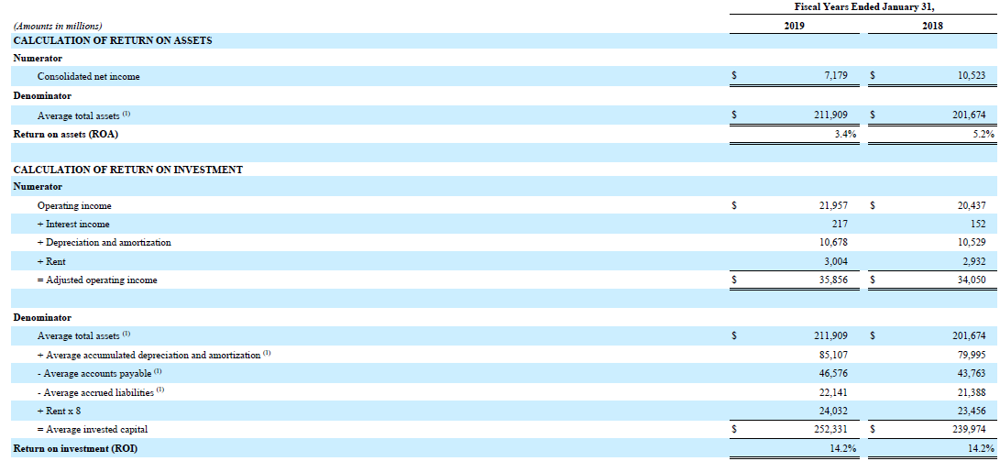 Fiscal Years Ended January 31,
(Amounts in millions) 2019 2018
CALCULATION OF RETURN ON ASSETS
Numerator
Consolidated net income $ 7,179 $ 10,523
Denominator
Average total assets (1) $ 211,909 $ 201,674
Return on assets (ROA) 3.4% 5.2%
CALCULATION OF RETURN ON INVESTMENT
Numerator
Operating income $ 21,957 $ 20,437
+ Interest income 217 152
+ Depreciation and amortization 10,678 10,529
+ Rent 3,004 2,932
= Adjusted operating income $ 35,856 $ 34,050
Denominator
Average total assets (1) $ 211,909 $ 201,674
+ Average accumulated depreciation and amortization (1) 85,107 79,995
- Average accounts payable (1) 46,576 43,763
- Average accrued liabilities (1) 22,141 21,388
+ Rent x 8 24,032 23,456
= Average invested capital $ 252,331 $ 239,974
Return on investment (ROI) 14.2% 14.2%